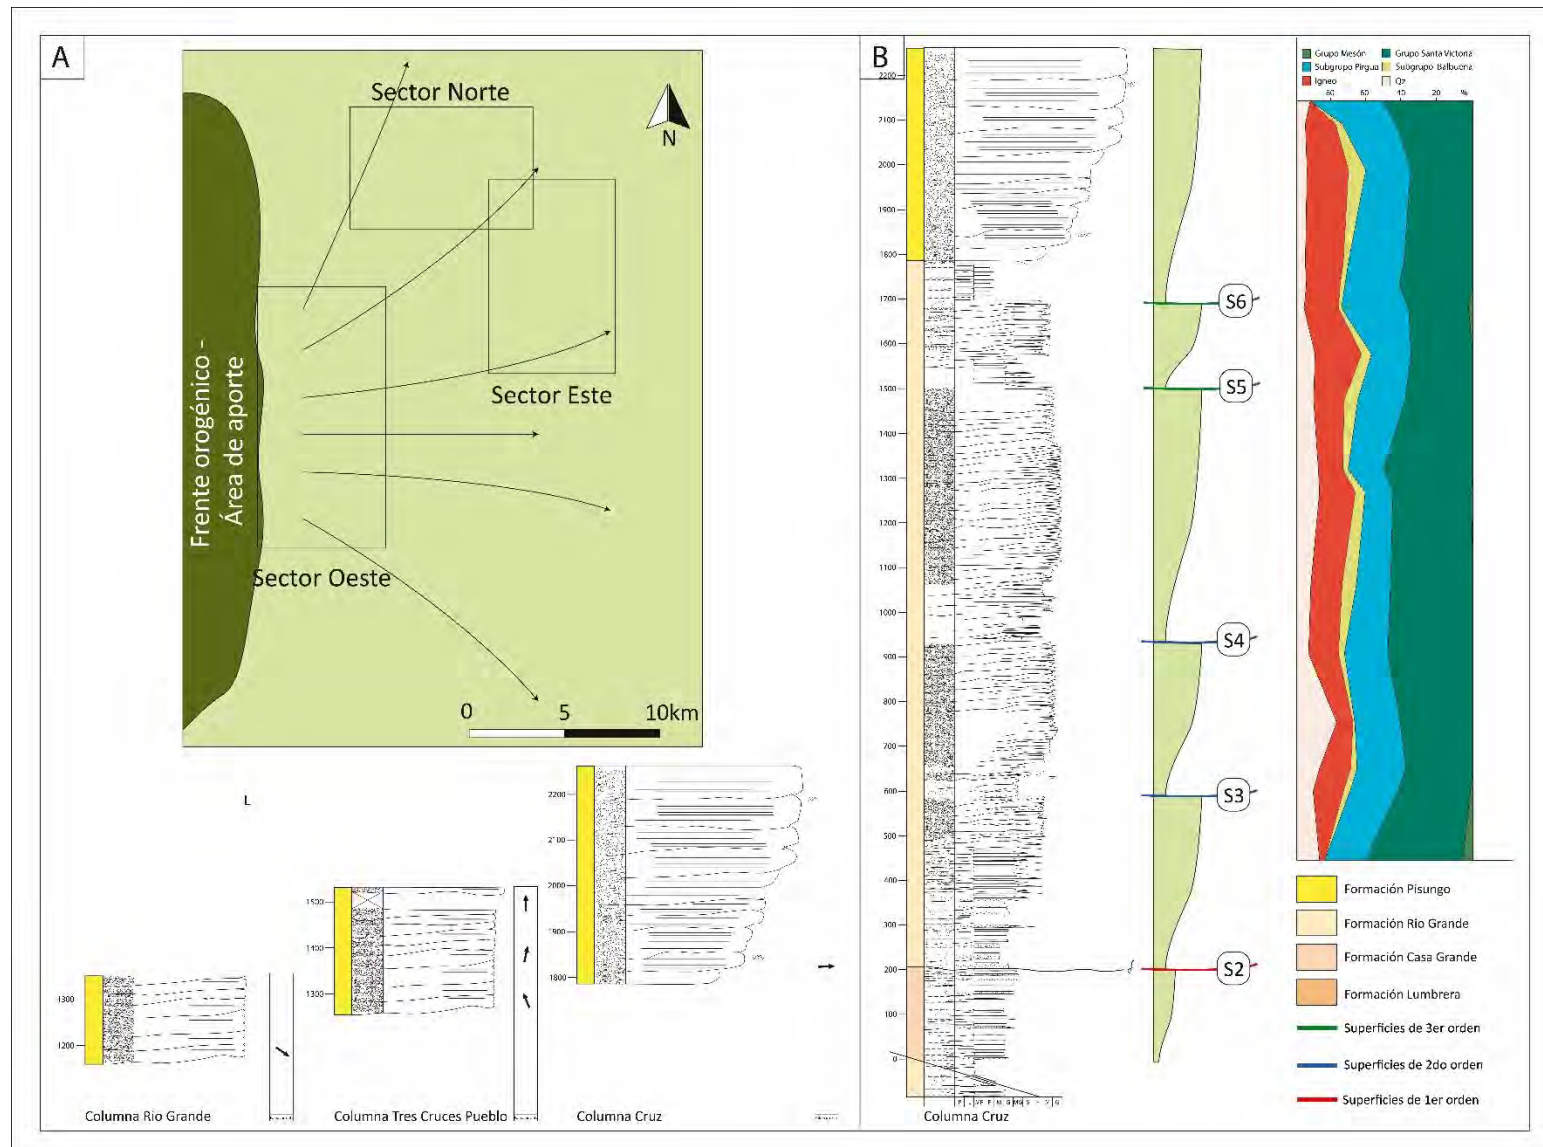 A
Sector Norte
N
Frente orogénico -
Área de aporte
Sector Este
Sector Oeste
0 5 10km
L
1300
1200
Columna Rio Grande
1500
1400
1300
Columna Tres Cruces Pueblo
2200
2100
2000
1900
1800
Columna Cruz
B
2200
2100
2000
1900
1800
1700
1600
1500
1400
1300
1200
1100
1000
900
800
700
600
500
400
300
200
100
0
Columna Cruz
S6
S5
S4
S3
S2
Grupo Mesón Grupo Santa Victoria
Subgrupo Pirgua Subgrupo Balbuena
Igneo Qz
20 %
Formación Pisungo
Formación Rio Grande
Formación Casa Grande
Formación Lumbrera
Superficies de 3er orden
Superficies de 2do orden
Superficies de 1er orden